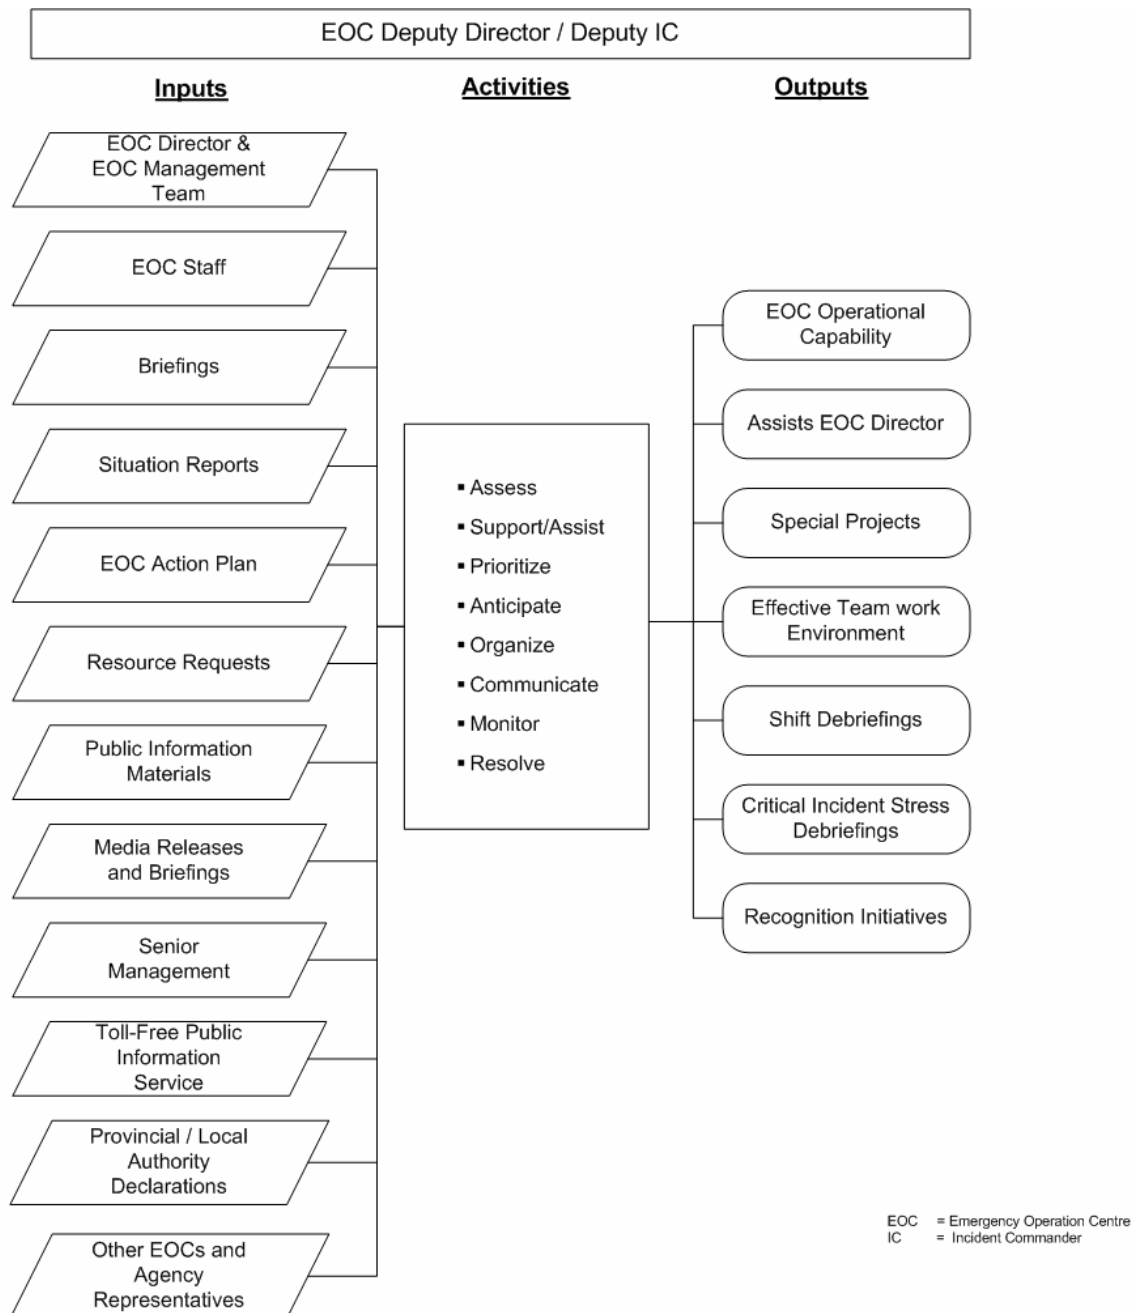 EOC Deputy Director / Deputy IC
Inputs
Activities
Outputs
EOC Director &
EOC Management
Team
EOC Staff
Briefings
Situation Reports
EOC Action Plan
Resource Requests
Public Information
Materials
Media Releases
and Briefings
Senior
Management
Toll-Free Public
Information
Service
Provincial / Local
Authority
Declarations
Other EOCs and
Agency
Representatives
▪ Assess
▪ Support/Assist
▪ Prioritize
▪ Anticipate
▪ Organize
▪ Communicate
▪ Monitor
▪ Resolve
EOC Operational
Capability
Assists EOC Director
Special Projects
Effective Team work
Environment
Shift Debriefings
Critical Incident Stress
Debriefings
Recognition Initiatives
EOC = Emergency Operation Centre
IC = Incident Commander